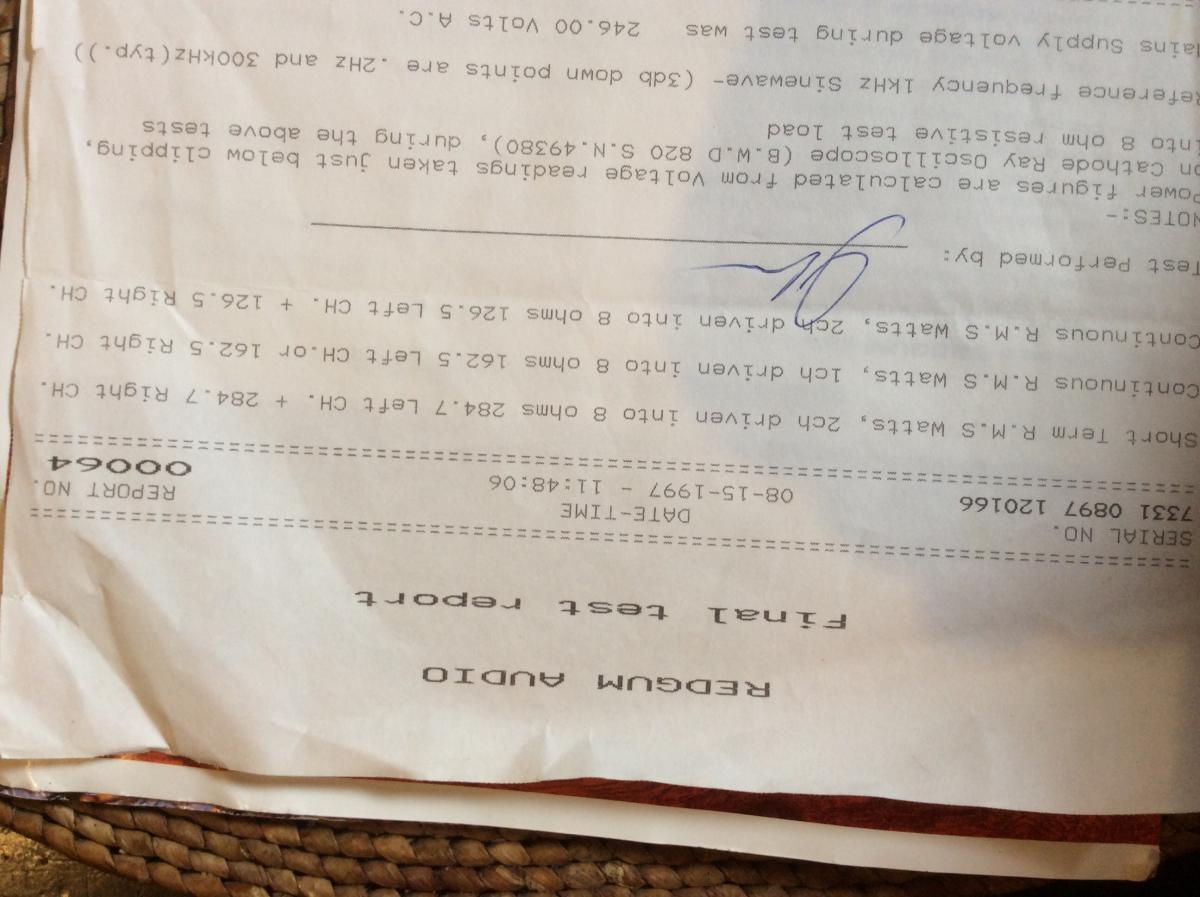 REDGUM AUDIO
Final test report
==========================================================
SERIAL NO. DATE-TIME REPORT NO.
7331 0897 120166 08-15-1997 - 11:48:06 00064
==========================================================
Short Term R.M.S Watts, 2ch driven into 8 ohms 284.7 Left CH. + 284.7 Right CH.
Continuous R.M.S Watts, 1ch driven into 8 ohms 162.5 Left CH.or 162.5 Right CH.
Continuous R.M.S Watts, 2ch driven into 8 ohms 126.5 Left CH. + 126.5 Right CH.
Test Performed by:
NOTES:-
Power figures are calculated from Voltage readings taken just below clipping,
on Cathode Ray Oscilloscope (B.W.D 820 S.N.49380), during the above tests
into 8 ohm resistive test load
Reference frequency 1kHz Sinewave~ (3db down points are .2Hz and 300kHz(typ.))
Mains Supply voltage during test was 246.00 Volts A.C.